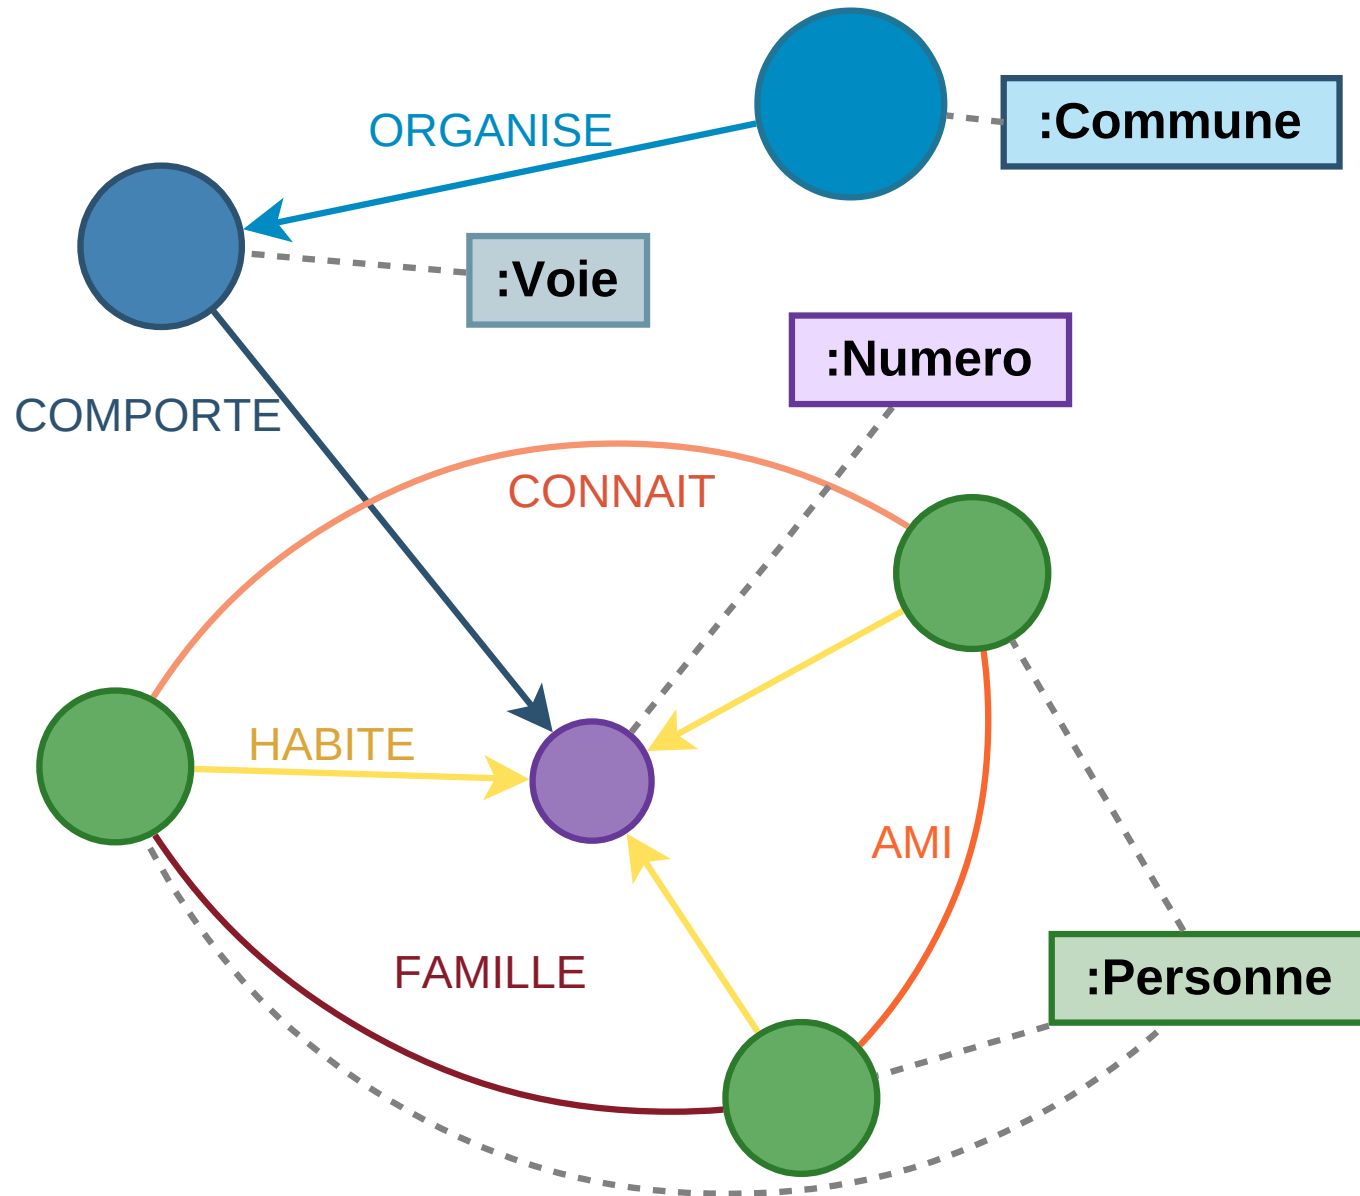 ORGANISE
:Commune
:Voie
:Numero
COMPORTE
CONNAIT
HABITE
AMI
FAMILLE
:Personne